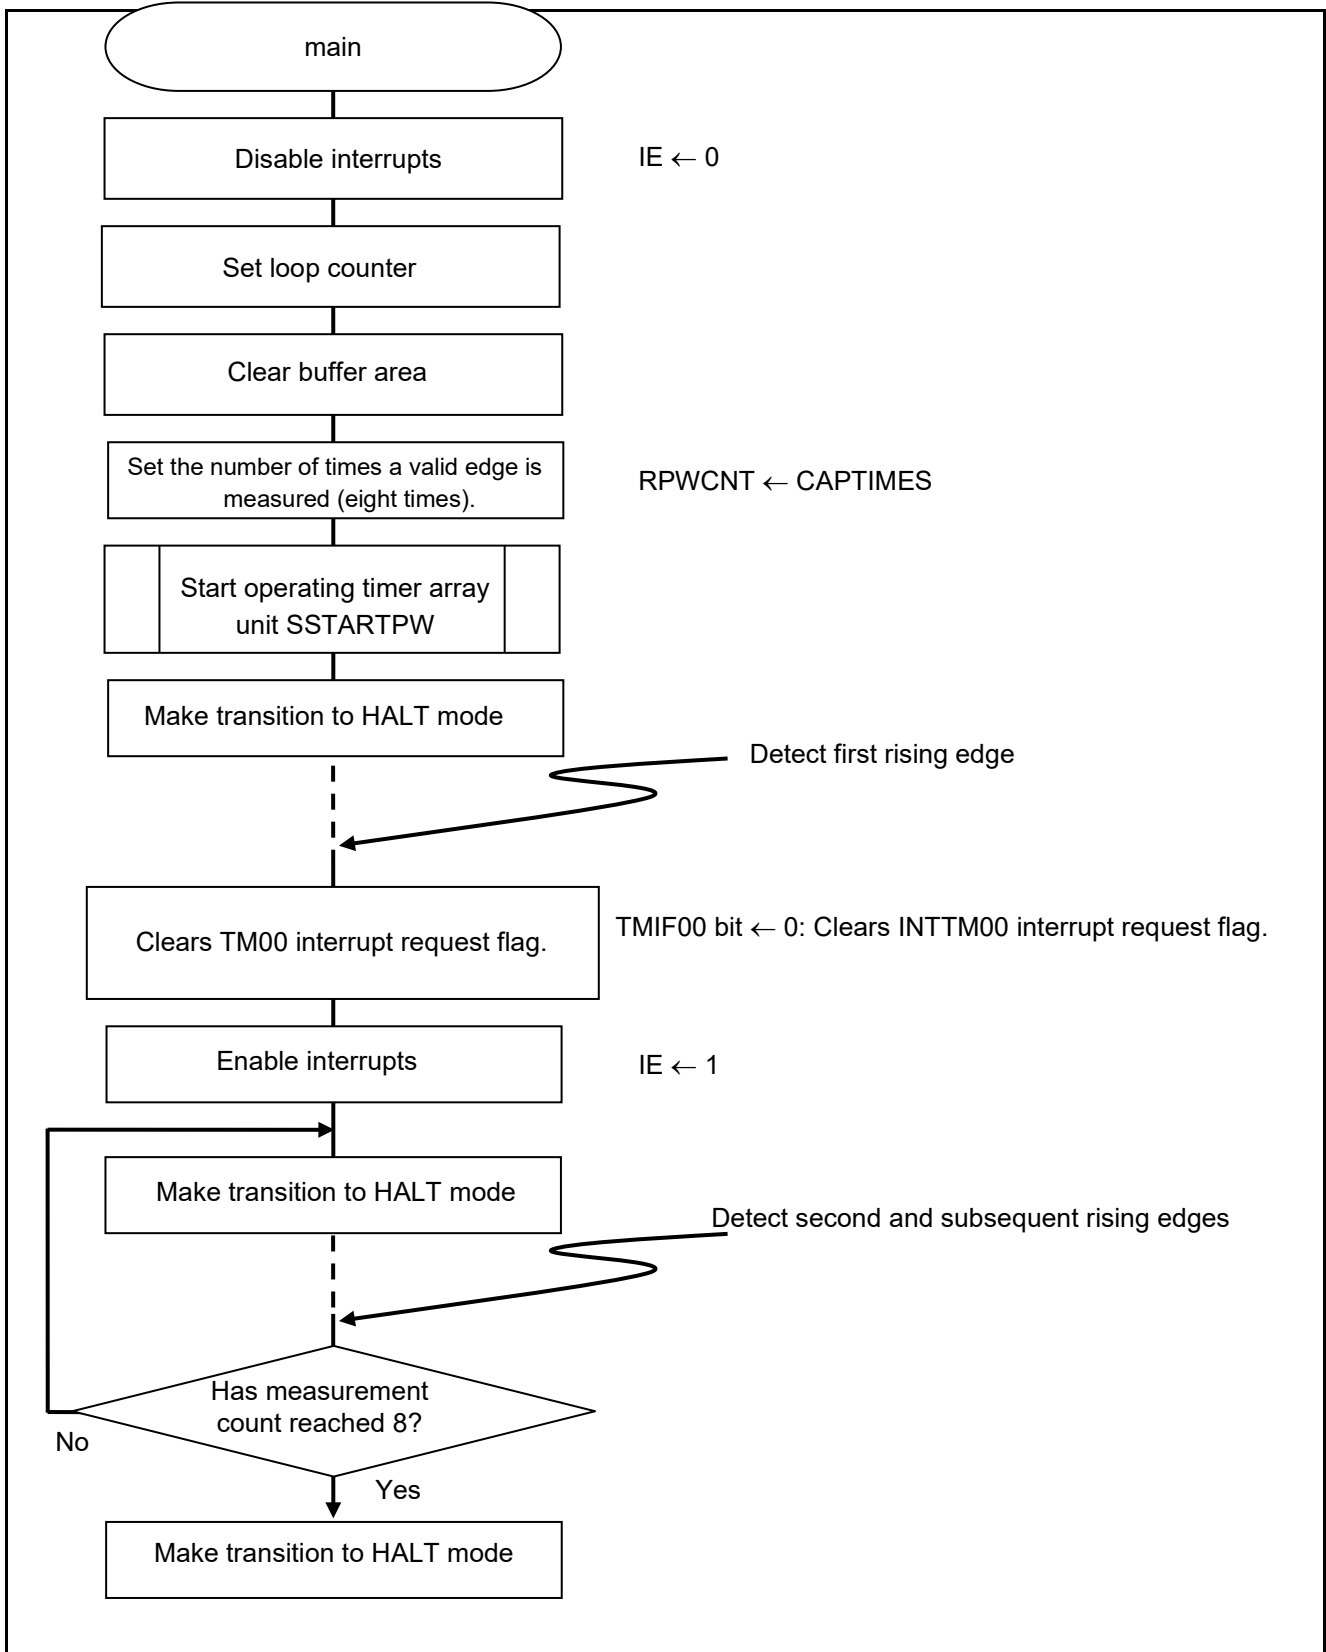 main
Disable interrupts
IE ← 0
Set loop counter
Clear buffer area
Set the number of times a valid edge is
measured (eight times).
RPWCNT ← CAPTIMES
Start operating timer array
unit SSTARTPW
Make transition to HALT mode
Detect first rising edge
Clears TM00 interrupt request flag.
TMIF00 bit ← 0: Clears INTTM00 interrupt request flag.
Enable interrupts
IE ← 1
Make transition to HALT mode
Detect second and subsequent rising edges
Has measurement
count reached 8?
No
Yes
Make transition to HALT mode